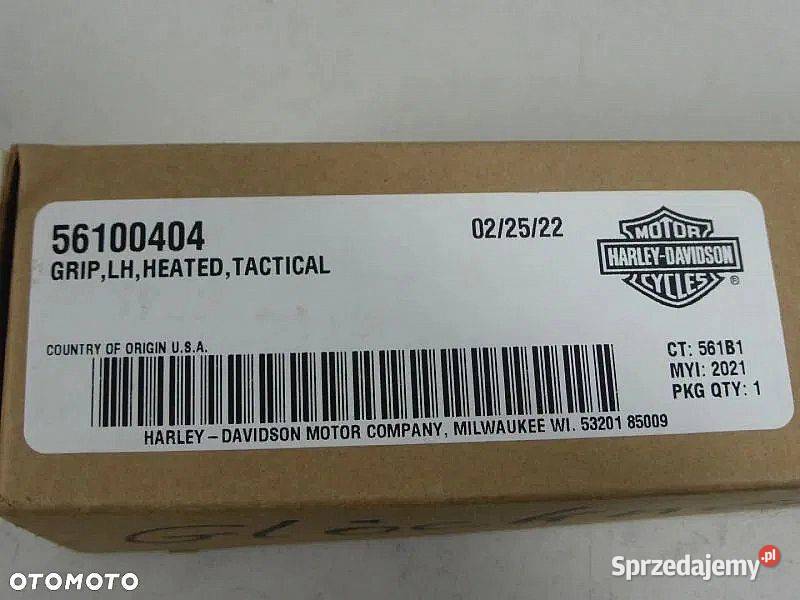 56100404
02/25/22
GRIP,LH,HEATED,TACTICAL
MOTOR
HARLEY-DAVIDSON
CYCLES
®
COUNTRY OF ORIGIN U.S.A.
CT: 561B1
MYI: 2021
PKG QTY: 1
HARLEY-DAVIDSON MOTOR COMPANY, MILWAUKEE WI. 53201 85009
OTOMOTO
Sprzedajemy.pl